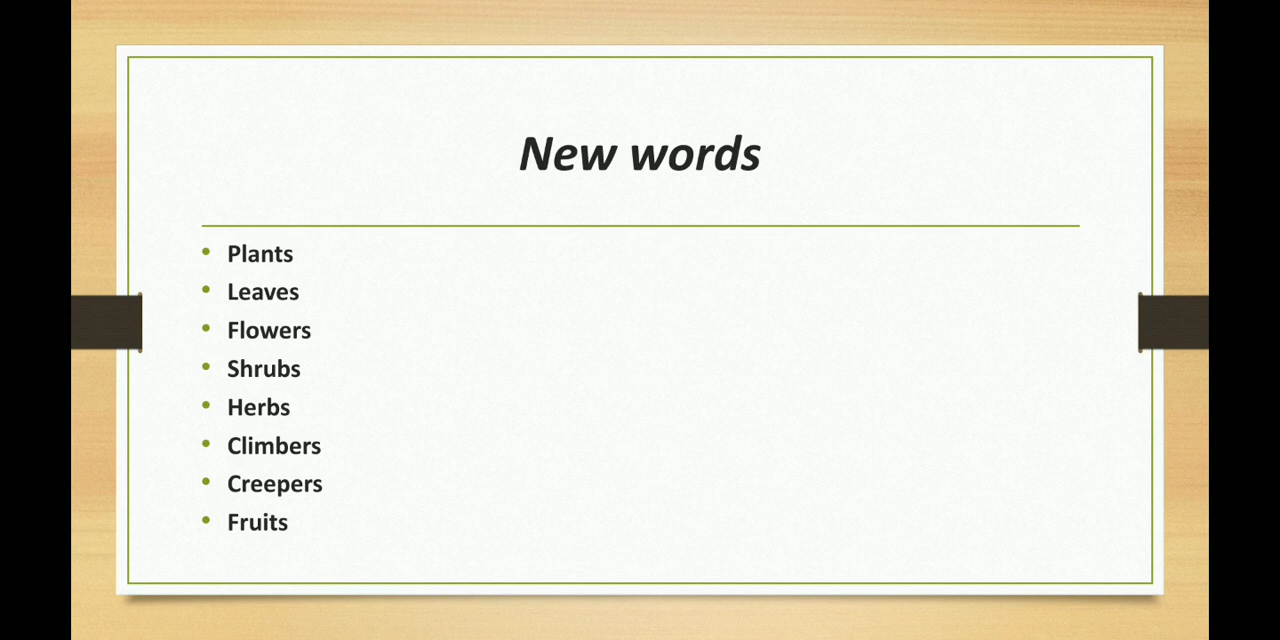 New words
• Plants
• Leaves
• Flowers
• Shrubs
• Herbs
• Climbers
• Creepers
• Fruits